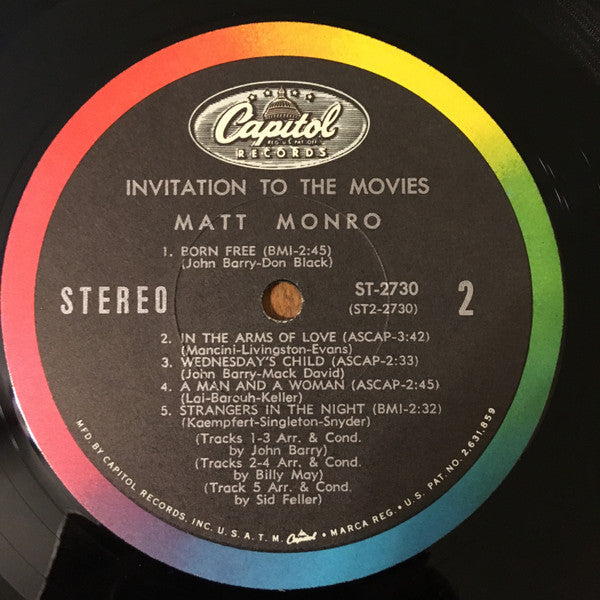 Capitol
REG. U.S. PAT. OFF.
RECORDS
INVITATION TO THE MOVIES
MATT MONRO
1. BORN FREE (BMI-2:45)
(John Barry-Don Black)
STEREO
ST-2730
(ST2-2730)
2
2. IN THE ARMS OF LOVE (ASCAP-3:42)
(Mancini-Livingston-Evans)
3. WEDNESDAY'S CHILD (ASCAP-2:33)
(John Barry-Mack David)
4. A MAN AND A WOMAN (ASCAP-2:45)
(Lai-Barouh-Keller)
5. STRANGERS IN THE NIGHT (BMI-2:32)
(Kaempfert-Singleton-Snyder)
(Tracks 1-3 Arr. & Cond.
by John Barry)
(Tracks 2-4 Arr. & Cond.
by Billy May)
(Track 5 Arr. & Cond.
by Sid Feller)
MFD. BY CAPITOL RECORDS, INC. U.S.A. T.M. Capitol • MARCA REG. • U.S. PAT. NO. 2,631,859